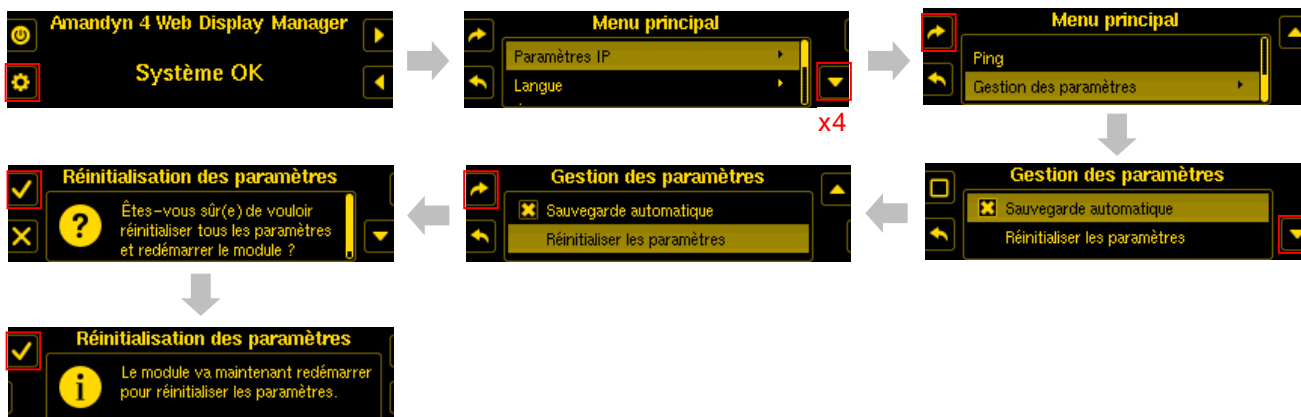 Amandyn 4 Web Display Manager
Système OK
Menu principal
Paramètres IP
Langue
x4
Menu principal
Ping
Gestion des paramètres
Gestion des paramètres
Sauvegarde automatique
Réinitialiser les paramètres
Gestion des paramètres
Sauvegarde automatique
Réinitialiser les paramètres
Réinitialisation des paramètres
Êtes-vous sûr(e) de vouloir
réinitialiser tous les paramètres
et redémarrer le module ?
Réinitialisation des paramètres
Le module va maintenant redémarrer
pour réinitialiser les paramètres.